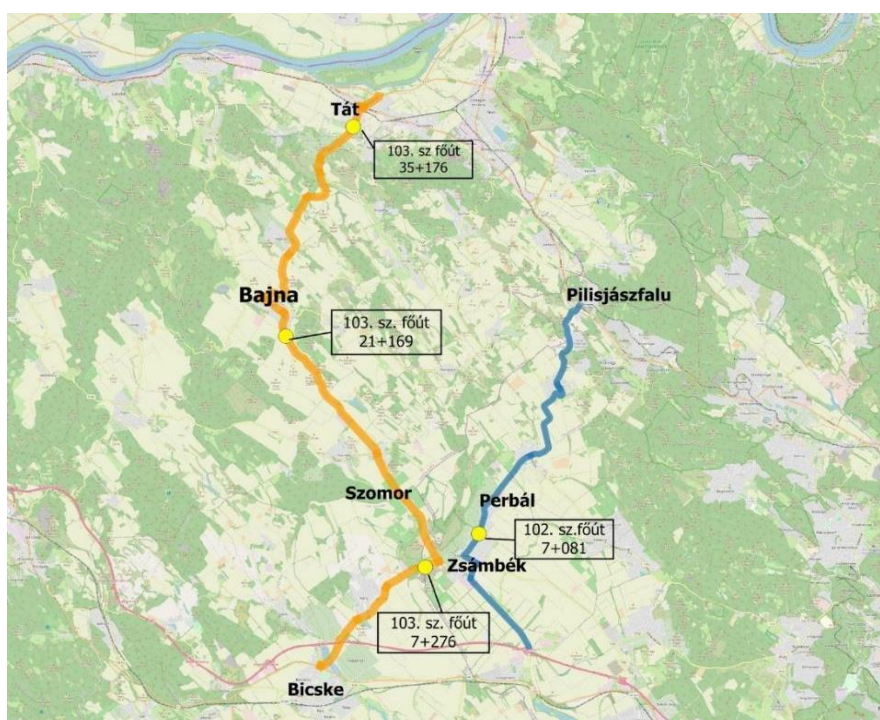 Tát
103. sz főút
35+176
Bajna
Pilisjászfalu
103. sz. főút
21+169
Szomor
Perbál
102. sz.főút
7+081
Zsámbék
103. sz. főút
7+276
Bicske